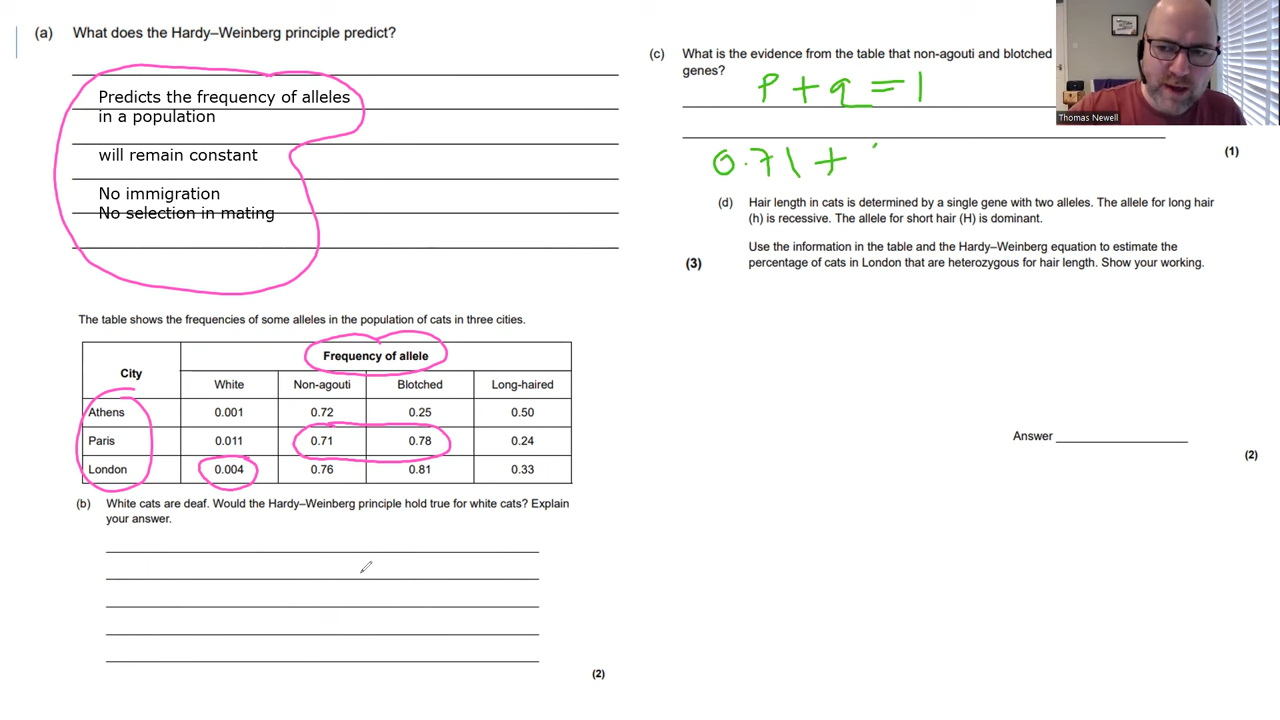 (a) What does the Hardy–Weinberg principle predict?
Predicts the frequency of alleles
in a population
will remain constant
No immigration
No selection in mating
(3)
The table shows the frequencies of some alleles in the population of cats in three cities.
City Frequency of allele
White Non-agouti Blotched Long-haired
Athens 0.001 0.72 0.25 0.50
Paris 0.011 0.71 0.78 0.24
London 0.004 0.76 0.81 0.33
(b) White cats are deaf. Would the Hardy–Weinberg principle hold true for white cats? Explain
your answer.
(2)
(c) What is the evidence from the table that non-agouti and blotched
genes?
p + q = 1
0.71 +
(1)
(d) Hair length in cats is determined by a single gene with two alleles. The allele for long hair
(h) is recessive. The allele for short hair (H) is dominant.
Use the information in the table and the Hardy–Weinberg equation to estimate the
percentage of cats in London that are heterozygous for hair length. Show your working.
Answer
(2)
Thomas Newell